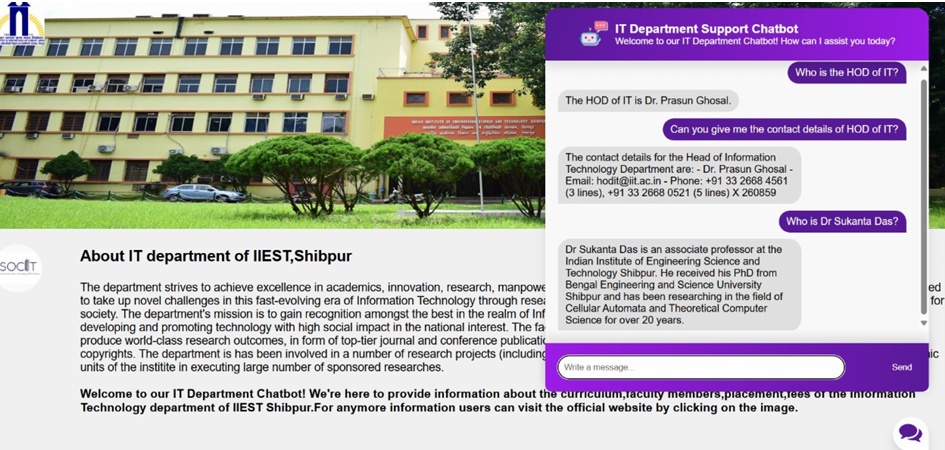 INDIAN INSTITUTE OF ENGINEERING SCIENCE AND TECHNOLOGY, SHIBPUR
IT Department Support Chatbot
Welcome to our IT Department Chatbot! How can I assist you today?
Who is the HOD of IT?
The HOD of IT is Dr. Prasun Ghosal.
Can you give me the contact details of HOD of IT?
The contact details for the Head of Information
Technology Department are: - Dr. Prasun Ghosal -
Email: hodit@iit.ac.in - Phone: +91 33 2668 4561
(3 lines), +91 33 2668 0521 (5 lines) X 260859
Who is Dr Sukanta Das?
Dr Sukanta Das is an associate professor at the
Indian Institute of Engineering Science and
Technology Shibpur. He received his PhD from
Bengal Engineering and Science University
Shibpur and has been researching in the field of
Cellular Automata and Theoretical Computer
Science for over 20 years.
Write a message...
Send
SOCIIT
About IT department of IIEST,Shibpur
The department strives to achieve excellence in academics, innovation, research, manpowe
to take up novel challenges in this fast-evolving era of Information Technology through resea for
society. The department's mission is to gain recognition amongst the best in the realm of Inf
developing and promoting technology with high social impact in the national interest. The fa
produce world-class research outcomes, in form of top-tier journal and conference publicatio
copyrights. The department is has been involved in a number of research projects (including
units of the institite in executing large number of sponsored researches.
Welcome to our IT Department Chatbot! We're here to provide information about the curriculum,faculty members,placement,fees of the Information
Technology department of IIEST Shibpur.For anymore information users can visit the official website by clicking on the image.